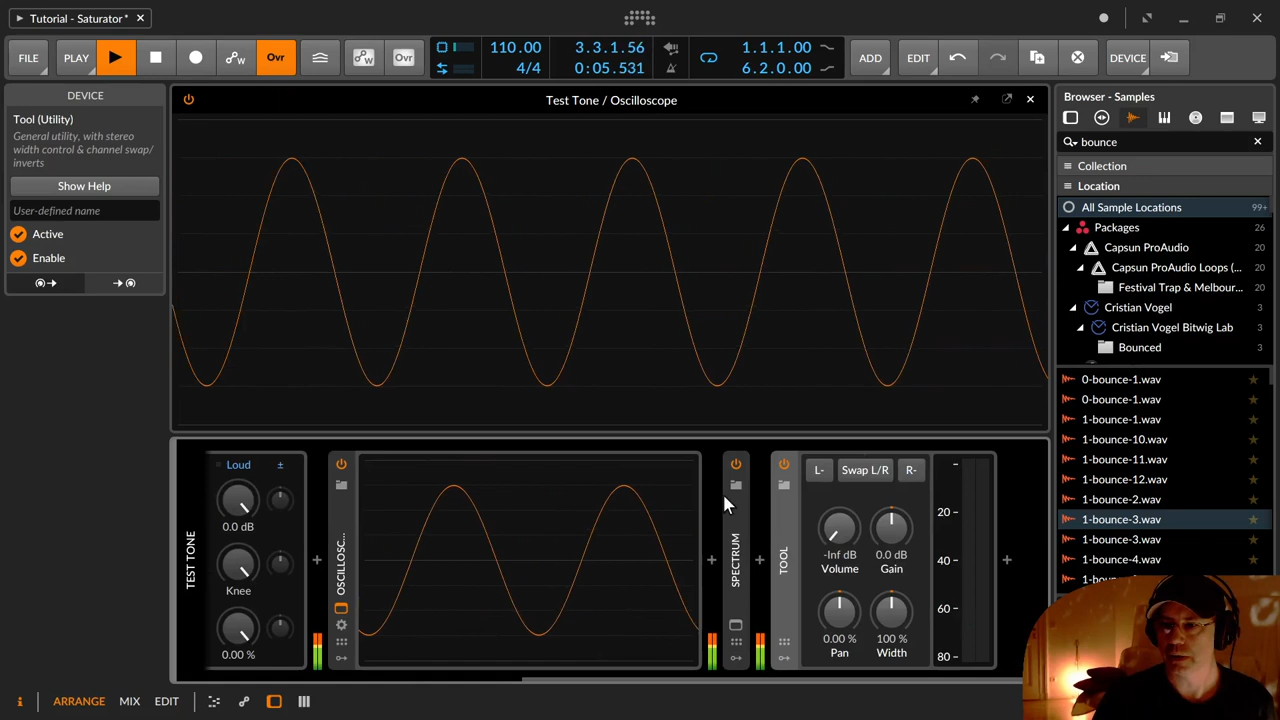 Tutorial - Saturator*
FILE
PLAY
Ovr
Ovr
110.00
4/4
3.3.1.56
0:05.531
1.1.1.00
6.2.0.00
ADD
EDIT
DEVICE
DEVICE
Tool (Utility)
General utility, with stereo
width control & channel swap/
inverts
Show Help
User-defined name
Active
Enable
Test Tone / Oscilloscope
Browser - Samples
bounce
Collection
Location
All Sample Locations 99+
Packages 26
Capsun ProAudio 20
Capsun ProAudio Loops (... 20
Festival Trap & Melbour... 20
Cristian Vogel 3
Cristian Vogel Bitwig Lab 3
Bounced 3
0-bounce-1.wav
0-bounce-1.wav
1-bounce-1.wav
1-bounce-10.wav
1-bounce-11.wav
1-bounce-12.wav
1-bounce-2.wav
1-bounce-3.wav
1-bounce-3.wav
1-bounce-4.wav
1-bounce-5.wav
TEST TONE
Loud ±
0.0 dB
Knee
0.00 %
OSCILLOSC...
SPECTRUM
TOOL
L- Swap L/R R-
-Inf dB
Volume
0.0 dB
Gain
0.00 %
Pan
100 %
Width
20
40
60
80
i ARRANGE MIX EDIT